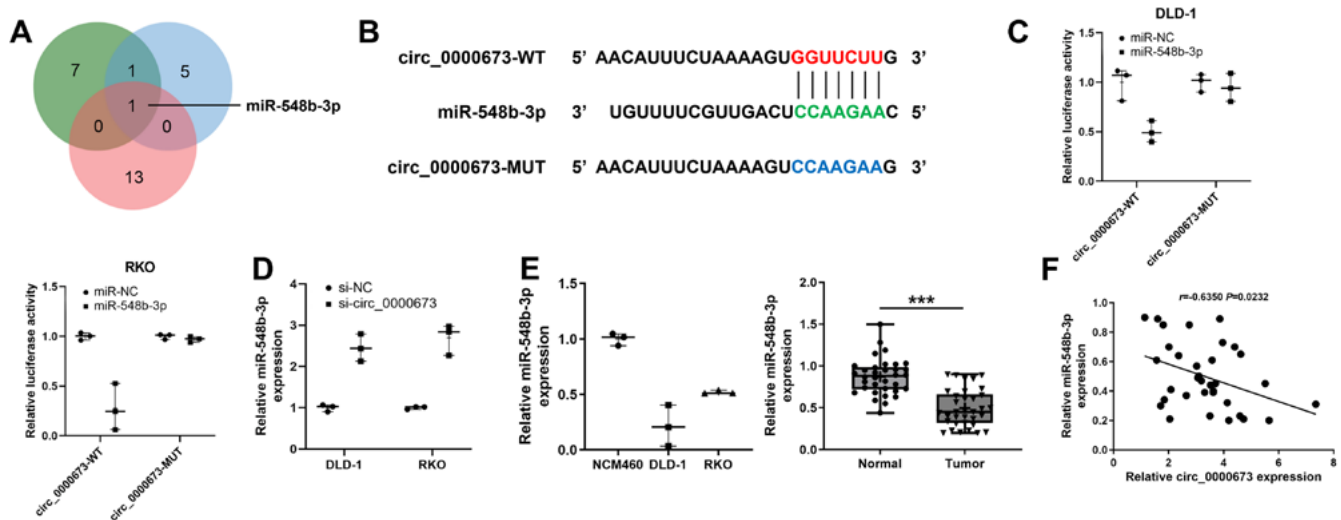 A
7
1
5
1
miR-548b-3p
0
0
13
B
circ_0000673-WT 5’ AACAUUUCUAAAAGUGGUUCUUG 3’
miR-548b-3p 3’ UGUUUUCGUUGACUCCAAGAAC 5’
circ_0000673-MUT 5’ AACAUUUCUAAAAGUCCAAGAAG 3’
C
DLD-1
miR-NC
miR-548b-3p
Relative luciferase activity
1.5
1.0
0.5
0.0
circ_0000673-WT
circ_0000673-MUT
RKO
miR-NC
miR-548b-3p
Relative luciferase activity
1.5
1.0
0.5
0.0
circ_0000673-WT
circ_0000673-MUT
D
si-NC
si-circ_0000673
Relative miR-548b-3p
expression
4
3
2
1
0
DLD-1 RKO
E
Relative miR-548b-3p
expression
1.5
1.0
0.5
0.0
NCM460 DLD-1 RKO
Relative miR-548b-3p
expression
2.0
1.5
1.0
0.5
0.0
***
Normal Tumor
F
r=-0.6350 P=0.0232
Relative miR-548b-3p
expression
1.0
0.8
0.6
0.4
0.2
0.0
0 2 4 6 8
Relative circ_0000673 expression